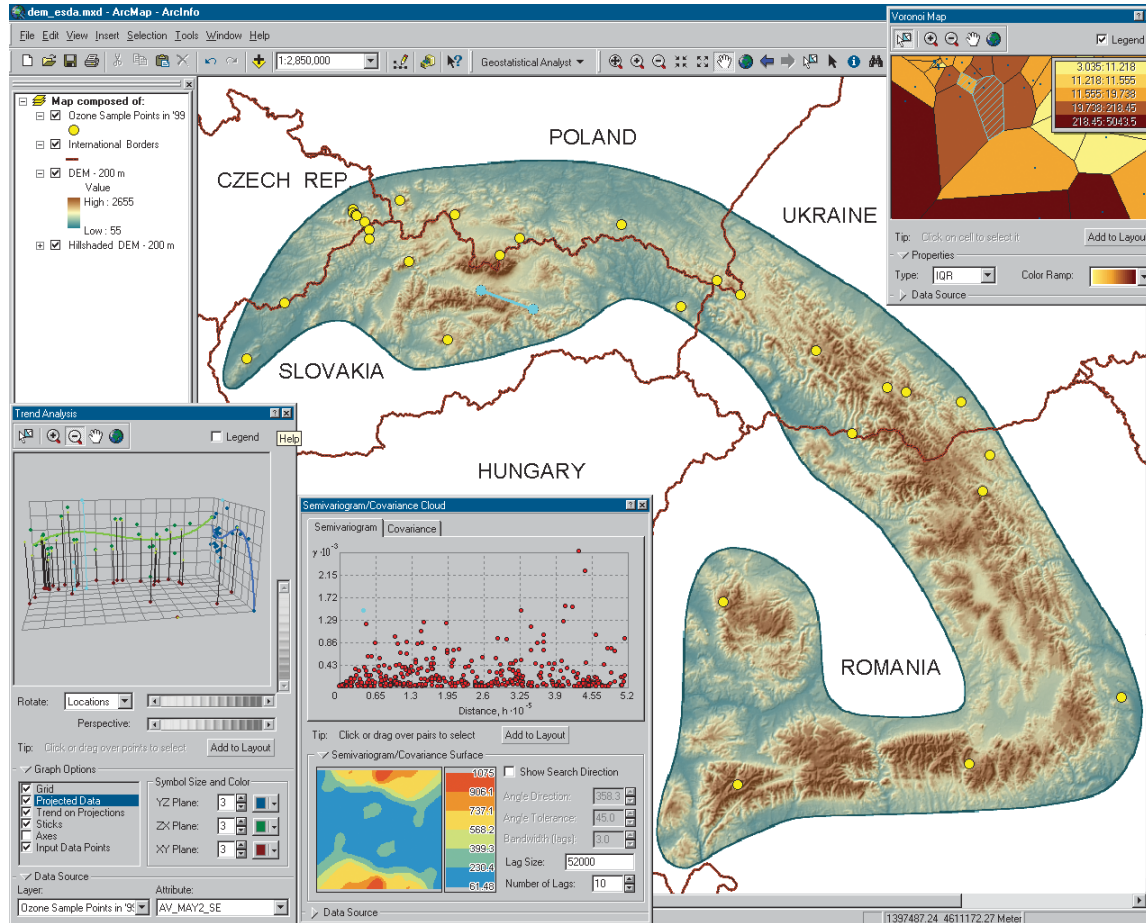 dem_esda.mxd - ArcMap - ArcInfo
File Edit View Insert Selection Tools Window Help
1:2,850,000
Geostatistical Analyst
Map composed of:
Ozone Sample Points in '99
International Borders
DEM - 200 m
Value
High : 2655
Low : 55
Hillshaded DEM - 200 m
POLAND
CZECH REP
UKRAINE
SLOVAKIA
HUNGARY
ROMANIA
Voronoi Map
Legend
3.035:11.218
11.218:11.555
11.555:19.738
19.738:218.45
218.45:5043.5
Tip: Click on cell to select it
Add to Layout
Properties
Type: IQR
Color Ramp:
Data Source
Trend Analysis
Legend
Help
Rotate: Locations
Perspective:
Tip: Click or drag over points to select
Add to Layout
Graph Options
Grid
Projected Data
Trend on Projections
Sticks
Axes
Input Data Points
Symbol Size and Color
YZ Plane: 3
ZX Plane: 3
XY Plane: 3
Data Source
Layer:
Attribute:
Ozone Sample Points in '99
AV_MAY2_SE
Semivariogram/Covariance Cloud
Semivariogram
Covariance
γ·10⁻³
2.15
1.72
1.29
0.86
0.43
0 0.65 1.3 1.95 2.6 3.25 3.9 4.55 5.2
Distance, h·10⁻⁵
Tip: Click or drag over pairs to select
Add to Layout
Semivariogram/Covariance Surface
1075
906.1
737.1
568.2
399.3
230.4
61.46
Show Search Direction
Angle Direction: 358.3
Angle Tolerance: 45.0
Bandwidth (lags): 3.0
Lag Size: 52000
Number of Lags: 10
Data Source
1397487.24 4611172.27 Meter